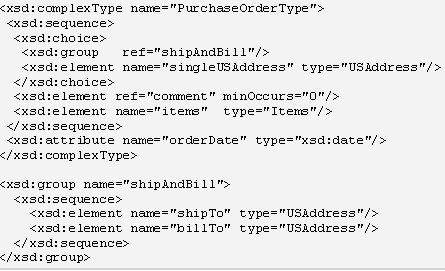 <xsd:complexType name="PurchaseOrderType">
 <xsd:sequence>
  <xsd:choice>
   <xsd:group   ref="shipAndBill"/>
   <xsd:element name="singleUSAddress" type="USAddress"/>
  </xsd:choice>
  <xsd:element ref="comment" minOccurs="0"/>
  <xsd:element name="items"  type="Items"/>
 </xsd:sequence>
 <xsd:attribute name="orderDate" type="xsd:date"/>
</xsd:complexType>

<xsd:group name="shipAndBill">
  <xsd:sequence>
    <xsd:element name="shipTo" type="USAddress"/>
    <xsd:element name="billTo" type="USAddress"/>
  </xsd:sequence>
</xsd:group>